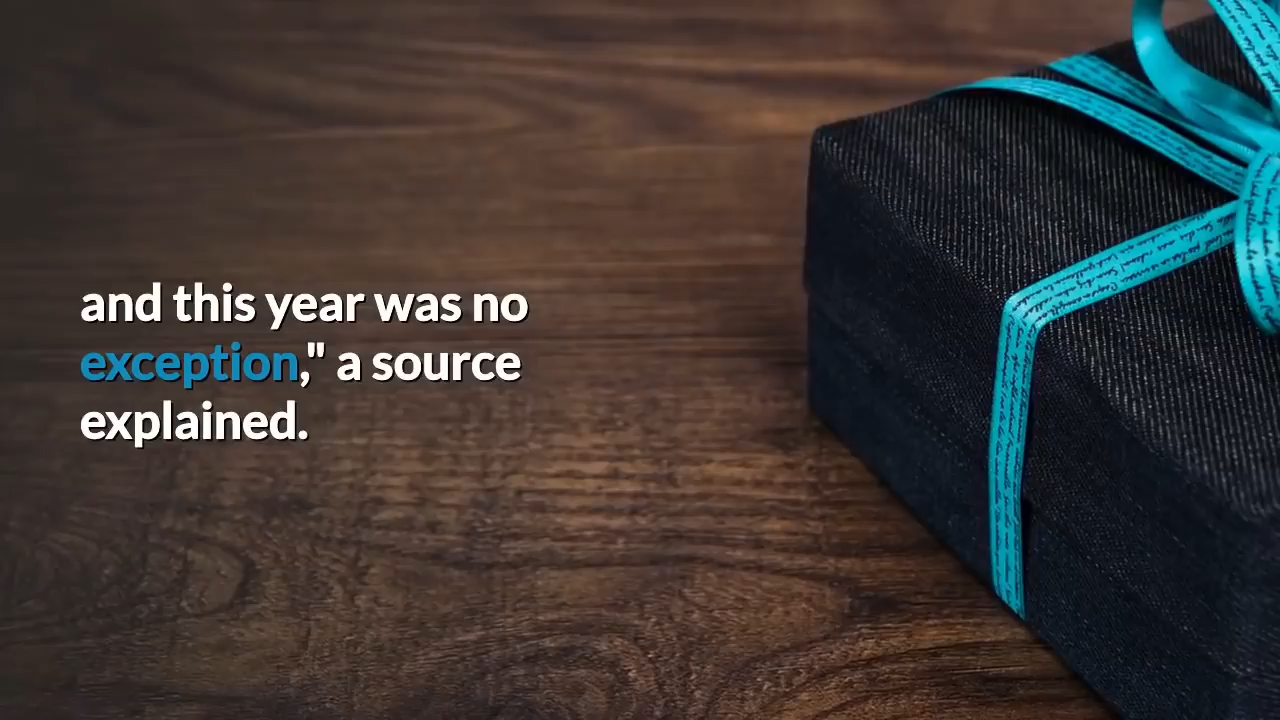 and this year was no
exception," a source
explained.